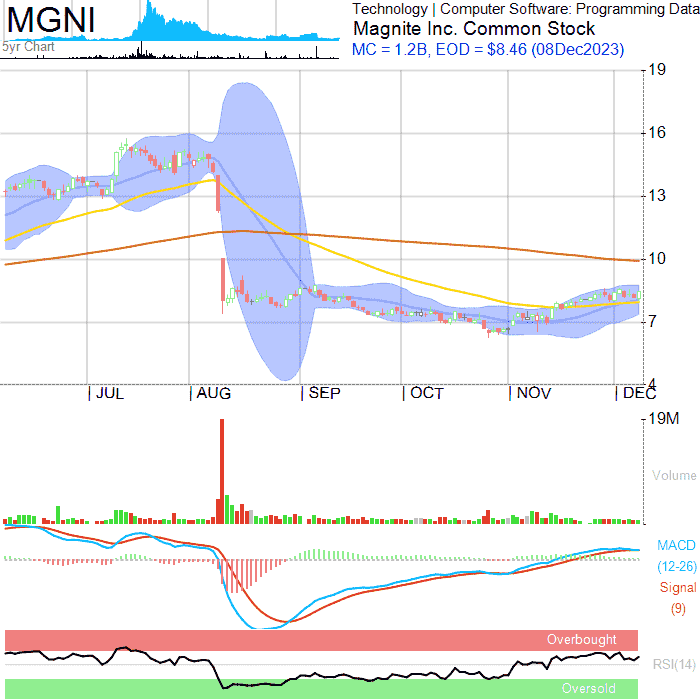 MGNI
5yr Chart
Technology | Computer Software: Programming Data
Magnite Inc. Common Stock
MC = 1.2B, EOD = $8.46 (08Dec2023)
19
16
13
10
7
4
JUL AUG SEP OCT NOV DEC
19M
Volume
MACD
(12-26)
Signal
(9)
Overbought
RSI(14)
Oversold